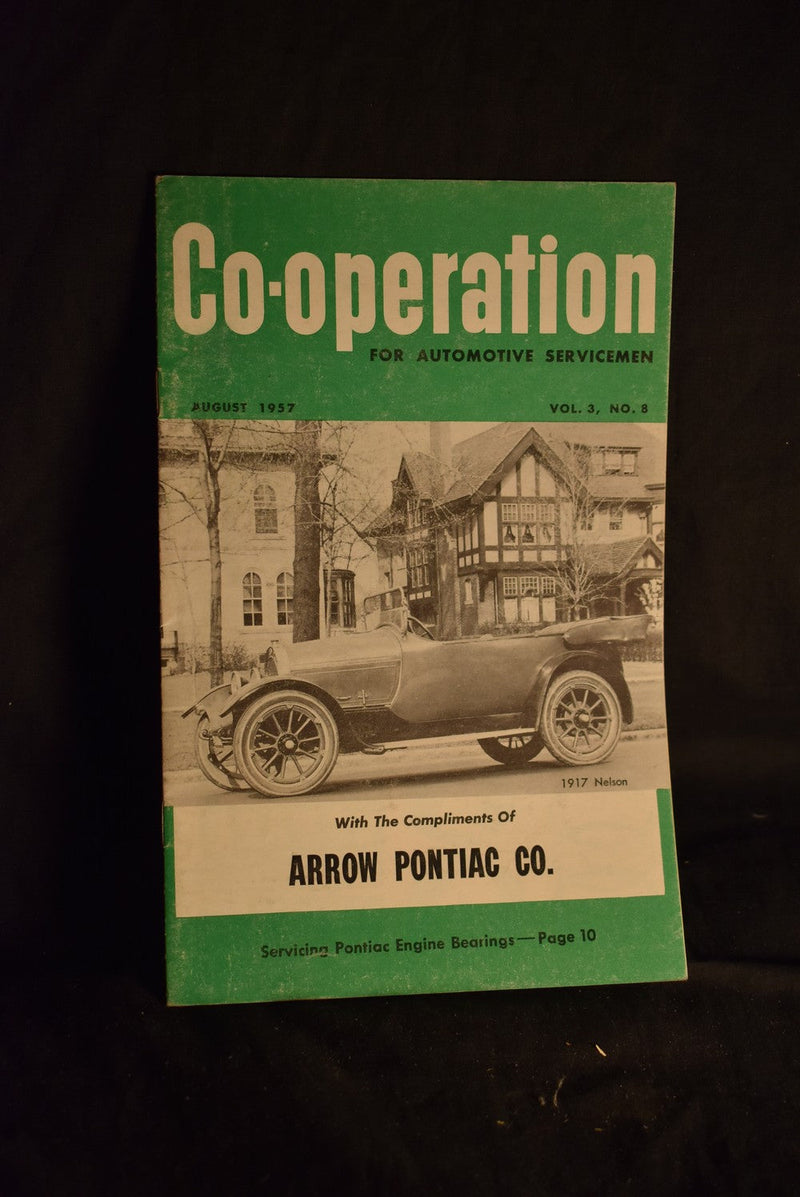 Co-operation
FOR AUTOMOTIVE SERVICEMEN
AUGUST 1957 VOL. 3, NO. 8
1917 Nelson
With The Compliments Of
ARROW PONTIAC CO.
Servicing Pontiac Engine Bearings—Page 10